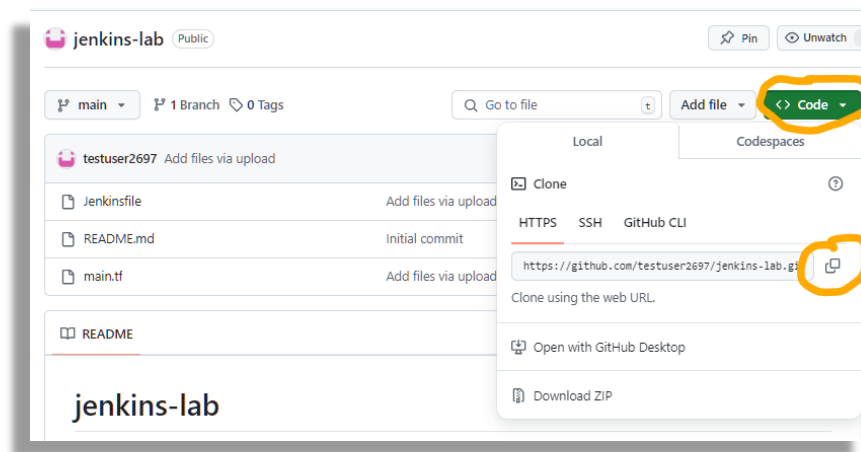 jenkins-lab Public
Pin Unwatch
main 1 Branch 0 Tags
Go to file t Add file <> Code
testuser2697 Add files via upload
Jenkinsfile Add files via upload
README.md Initial commit
main.tf Add files via upload
Local Codespaces
Clone
HTTPS SSH GitHub CLI
https://github.com/testuser2697/jenkins-lab.gi
Clone using the web URL.
Open with GitHub Desktop
Download ZIP
README
jenkins-lab